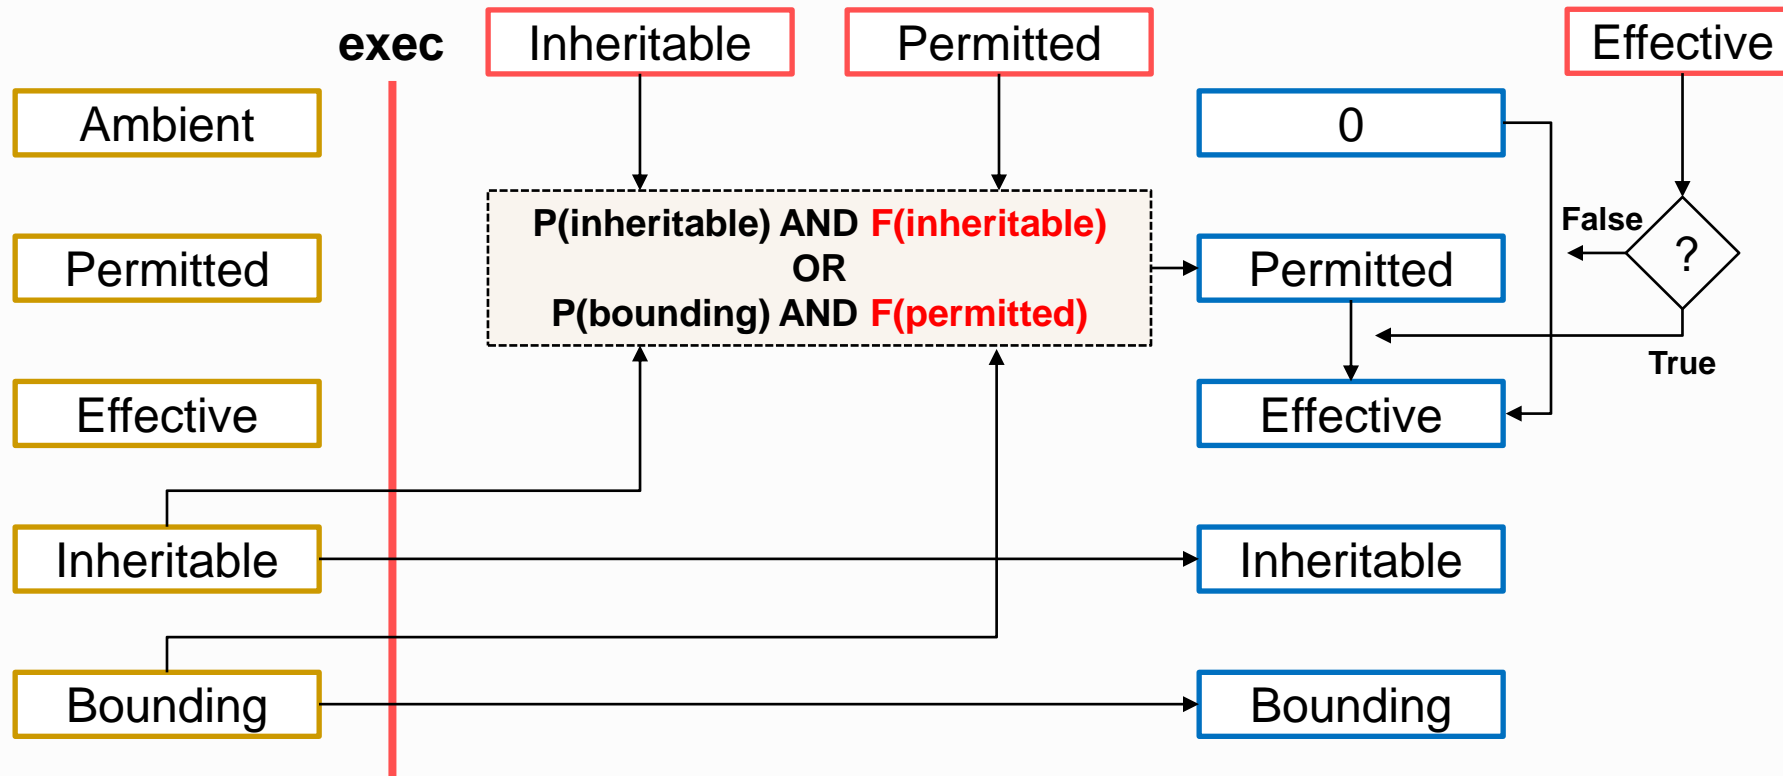 exec
Inheritable
Permitted
Effective
Ambient
0
P(inheritable) AND F(inheritable)
OR
P(bounding) AND F(permitted)
False
?
True
Permitted
Permitted
Effective
Effective
Inheritable
Inheritable
Bounding
Bounding